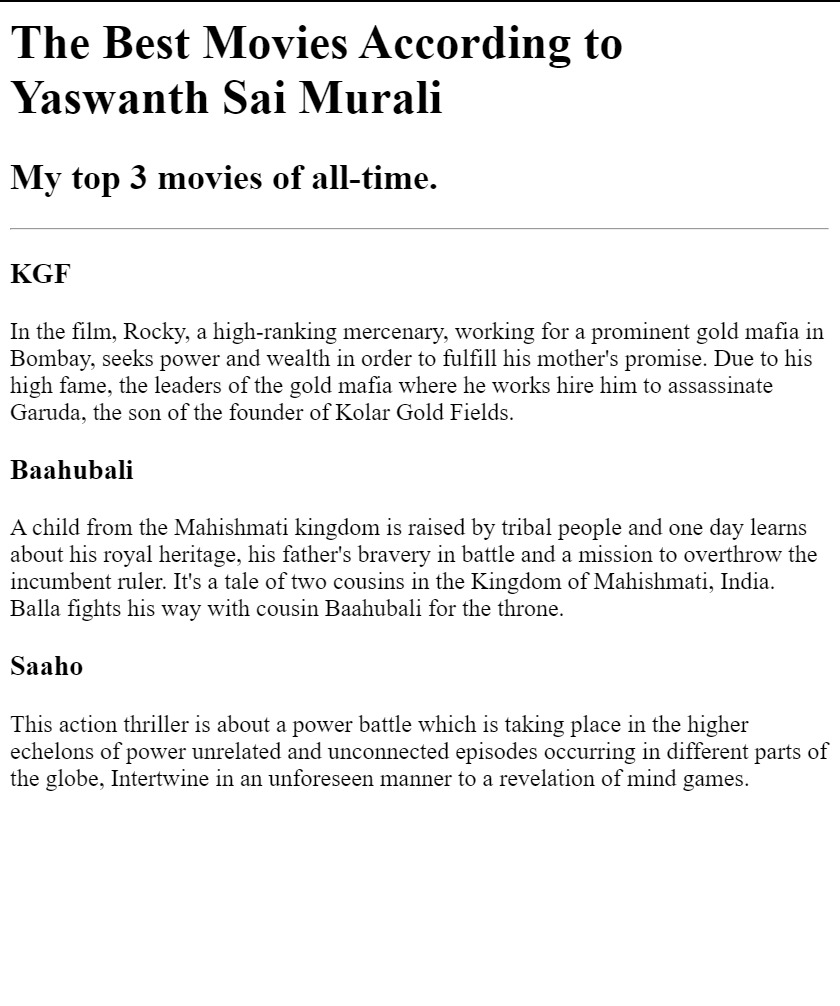 The Best Movies According to
Yaswanth Sai Murali
My top 3 movies of all-time.
KGF
In the film, Rocky, a high-ranking mercenary, working for a prominent gold mafia in
Bombay, seeks power and wealth in order to fulfill his mother's promise. Due to his
high fame, the leaders of the gold mafia where he works hire him to assassinate
Garuda, the son of the founder of Kolar Gold Fields.
Baahubali
A child from the Mahishmati kingdom is raised by tribal people and one day learns
about his royal heritage, his father's bravery in battle and a mission to overthrow the
incumbent ruler. It's a tale of two cousins in the Kingdom of Mahishmati, India.
Balla fights his way with cousin Baahubali for the throne.
Saaho
This action thriller is about a power battle which is taking place in the higher
echelons of power unrelated and unconnected episodes occurring in different parts of
the globe, Intertwine in an unforeseen manner to a revelation of mind games.